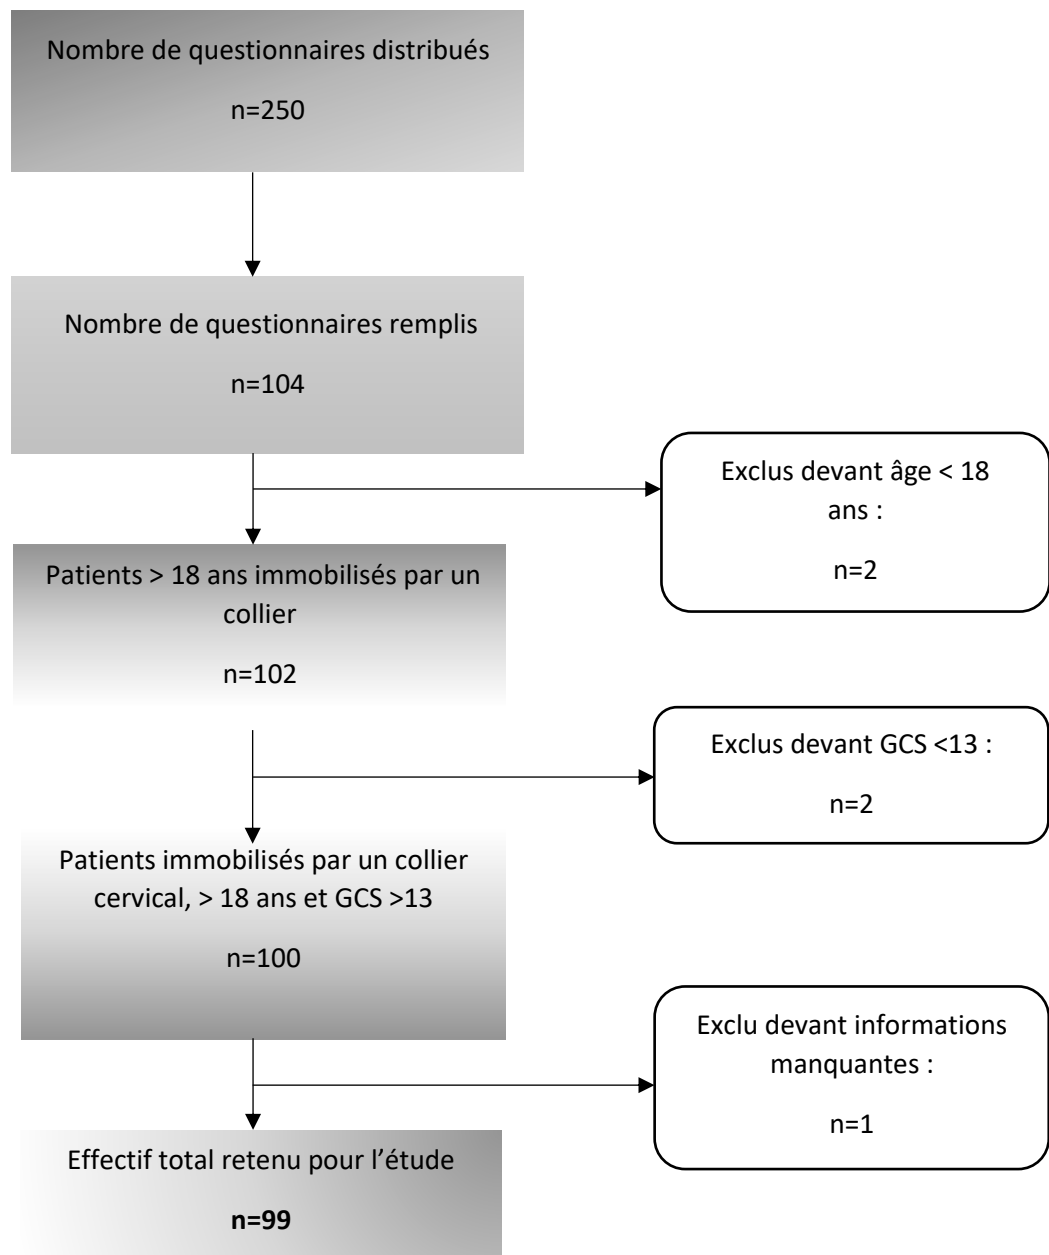 Nombre de questionnaires distribués
n=250
Nombre de questionnaires remplis
n=104
Exclus devant âge < 18
ans :
n=2
Patients > 18 ans immobilisés par un
collier
n=102
Exclus devant GCS <13 :
n=2
Patients immobilisés par un collier
cervical, > 18 ans et GCS >13
n=100
Exclu devant informations
manquantes :
n=1
Effectif total retenu pour l’étude
n=99